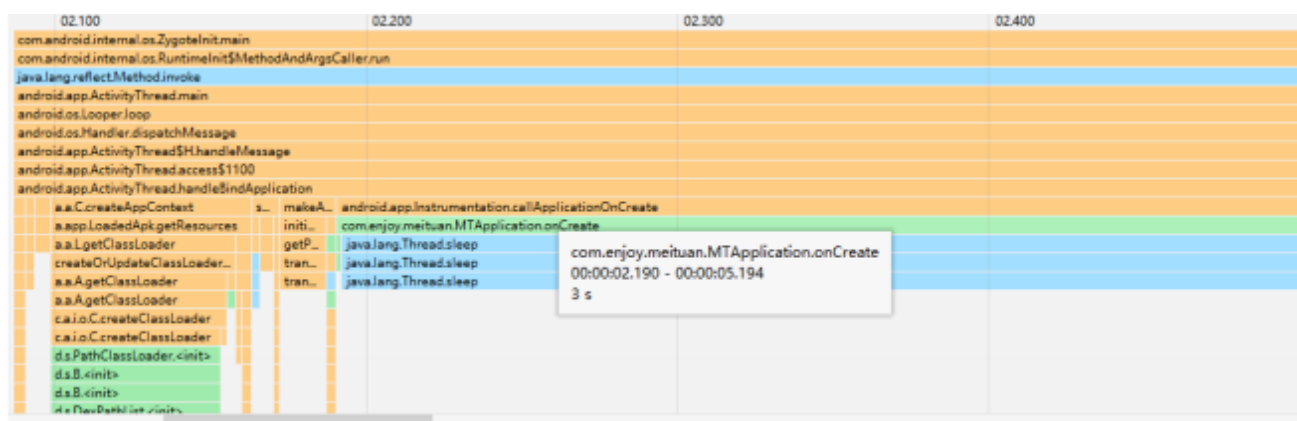 02.100 02.200 02.300 02.400
com.android.internal.os.ZygoteInit.main
com.android.internal.os.RuntimeInit$MethodAndArgsCaller.run
java.lang.reflect.Method.invoke
android.app.ActivityThread.main
android.os.Looper.loop
android.os.Handler.dispatchMessage
android.app.ActivityThread$H.handleMessage
android.app.ActivityThread.access$1100
android.app.ActivityThread.handleBindApplication
a.a.C.createAppContext s... makeA... android.app.Instrumentation.callApplicationOnCreate
a.app.LoadedApk.getResources initi... com.enjoy.meituan.MTApplication.onCreate
a.a.L.getClassLoader getP... java.lang.Thread.sleep
createOrUpdateClassLoader... tran... java.lang.Thread.sleep
a.a.A.getClassLoader tran... java.lang.Thread.sleep
a.a.A.getClassLoader
c.a.i.o.C.createClassLoader
c.a.i.o.C.createClassLoader
d.s.PathClassLoader.<init>
d.s.B.<init>
d.s.B.<init>
d.s.DexPathList.<init>
com.enjoy.meituan.MTApplication.onCreate
00:00:02.190 - 00:00:05.194
3 s